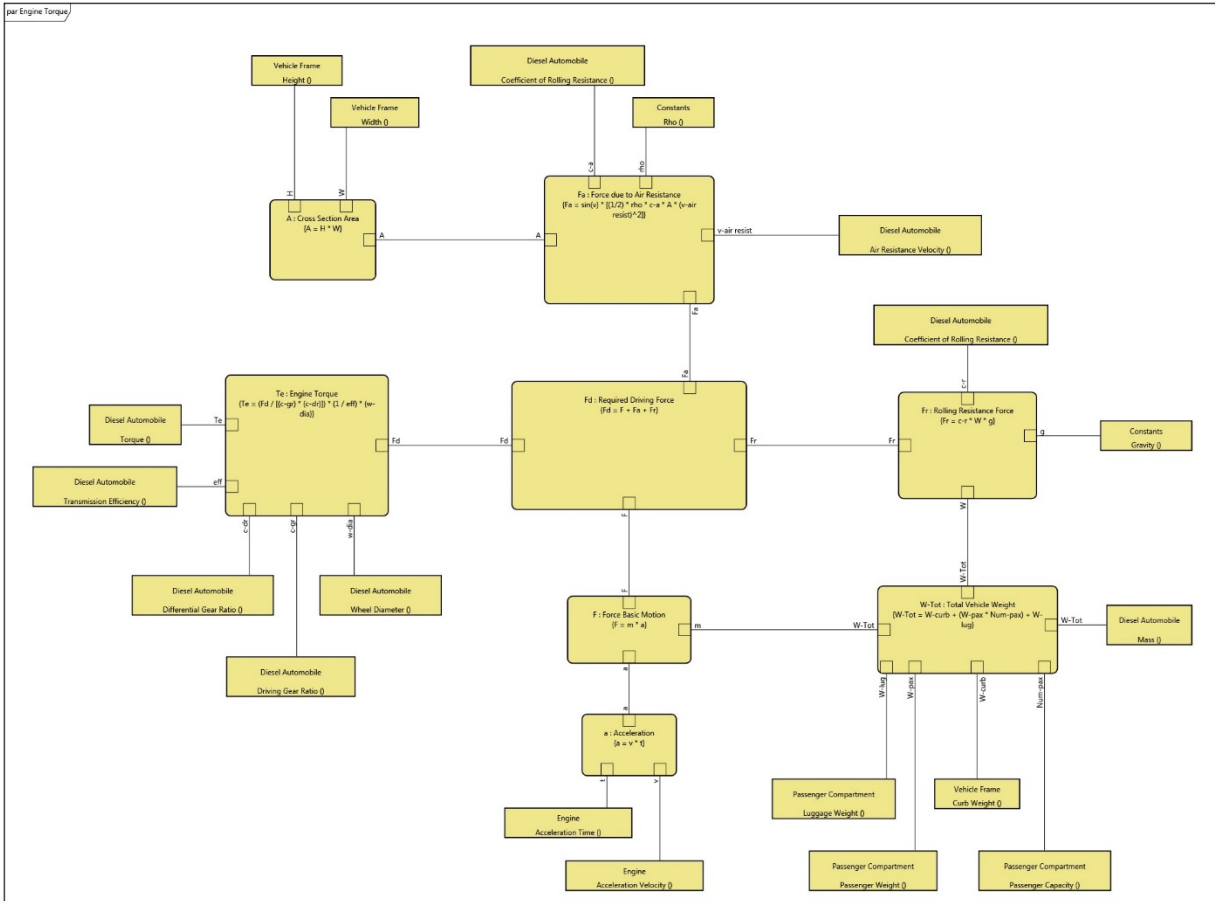 par Engine Torque
Vehicle Frame
Height ()
Vehicle Frame
Width ()
Diesel Automobile
Coefficient of Rolling Resistance ()
Constants
Rho ()
H
W
c-a
rho
A : Cross Section Area
{A = H * W}
A
A
Fa : Force due to Air Resistance
{Fa = sin(v) * [(1/2) * rho * c-a * A * (v-air
resist)^2]}
v-air resist
Diesel Automobile
Air Resistance Velocity ()
Fa
Fa
Diesel Automobile
Coefficient of Rolling Resistance ()
c-r
Te : Engine Torque
{Te = (Fd / [(c-gr) * (c-dr)]) * (1 / eff) * (w-
dia)}
Diesel Automobile
Torque ()
Te
Diesel Automobile
Transmission Efficiency ()
eff
Fd
Fd
Fd : Required Driving Force
{Fd = F + Fa + Fr}
Fr
Fr
Fr : Rolling Resistance Force
{Fr = c-r * W * g}
g
Constants
Gravity ()
c-dr
c-gr
w-dia
F
W
Diesel Automobile
Differential Gear Ratio ()
Diesel Automobile
Wheel Diameter ()
Diesel Automobile
Driving Gear Ratio ()
F
F : Force Basic Motion
{F = m * a}
m
a
W-Tot
W-Tot
W-Tot : Total Vehicle Weight
{W-Tot = W-curb + (W-pax * Num-pax) + W-
lug}
W-Tot
Diesel Automobile
Mass ()
W-lug
W-pax
W-curb
Num-pax
a
a : Acceleration
{a = v * t}
t
v
Engine
Acceleration Time ()
Engine
Acceleration Velocity ()
Passenger Compartment
Luggage Weight ()
Vehicle Frame
Curb Weight ()
Passenger Compartment
Passenger Weight ()
Passenger Compartment
Passenger Capacity ()